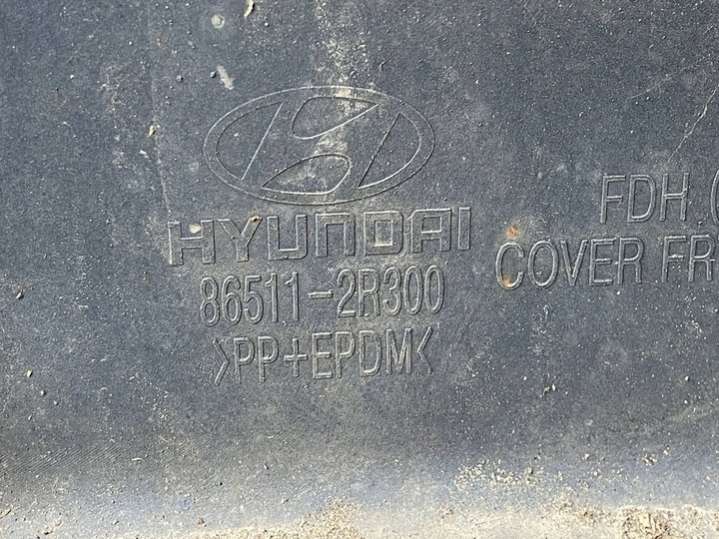 HYUNDAI
86511-2R300
>PP+EPDM<
FDH (
COVER FR